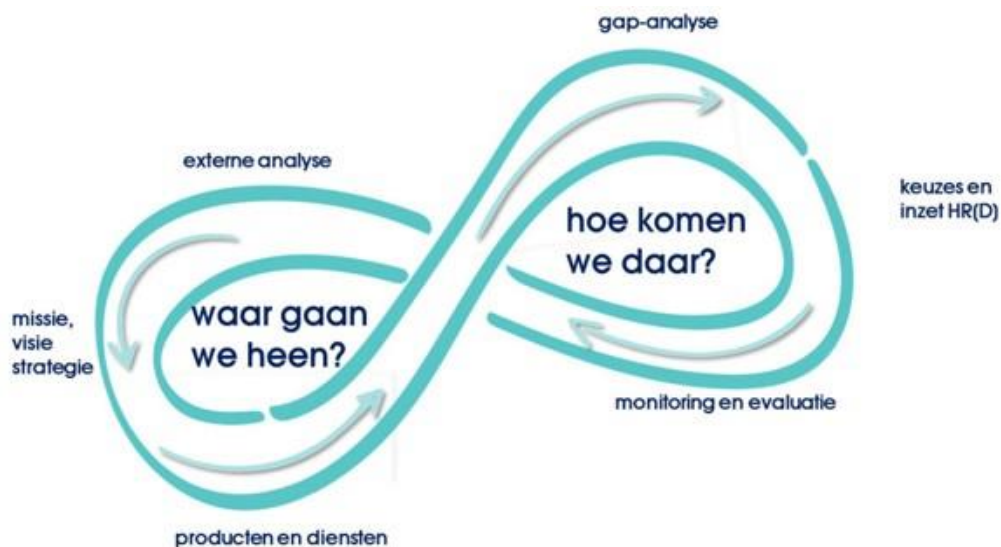 gap-analyse
externe analyse
keuzes en
inzet HR(D)
hoe komen
we daar?
waar gaan
we heen?
missie,
visie
strategie
monitoring en evaluatie
producten en diensten